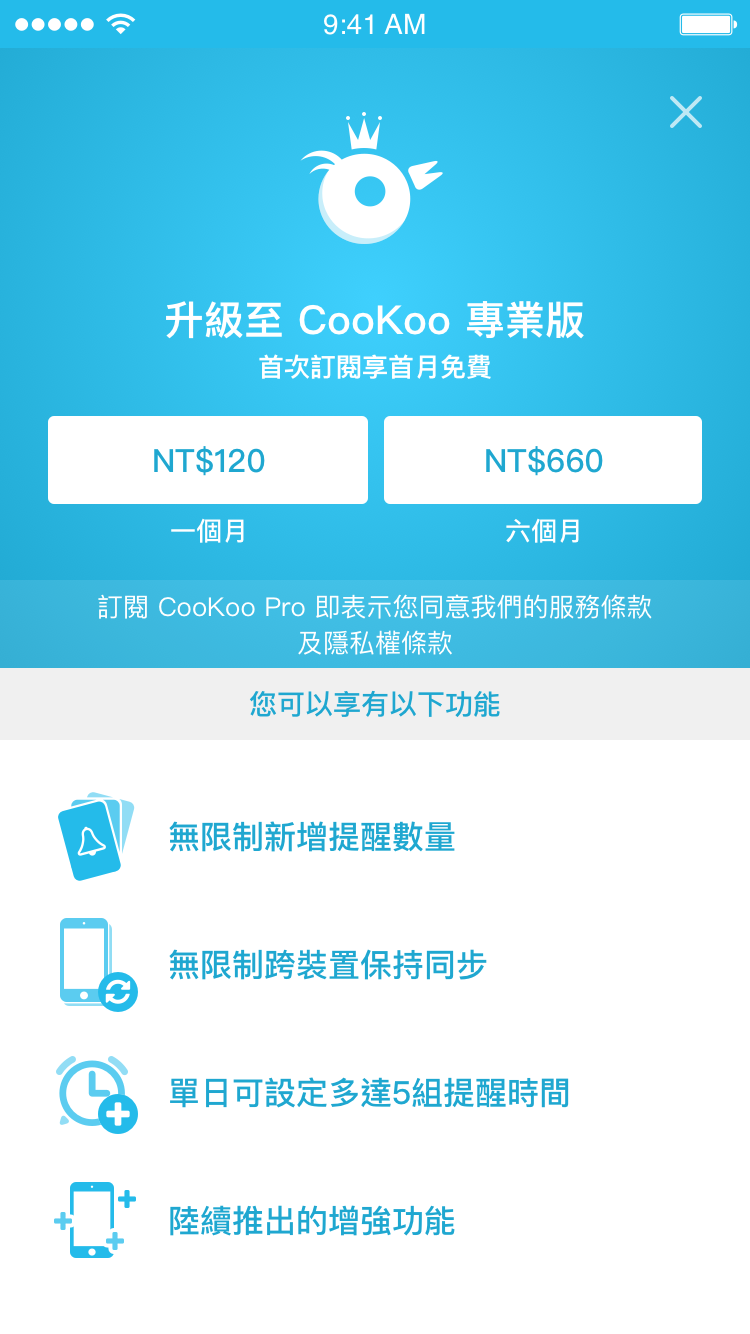 9:41 AM
升級至 CooKoo 專業版
首次訂閱享首月免費
NT$120
NT$660
一個月
六個月
訂閱 CooKoo Pro 即表示您同意我們的服務條款
及隱私權條款
您可以享有以下功能
無限制新增提醒數量
無限制跨裝置保持同步
單日可設定多達5組提醒時間
陸續推出的增強功能